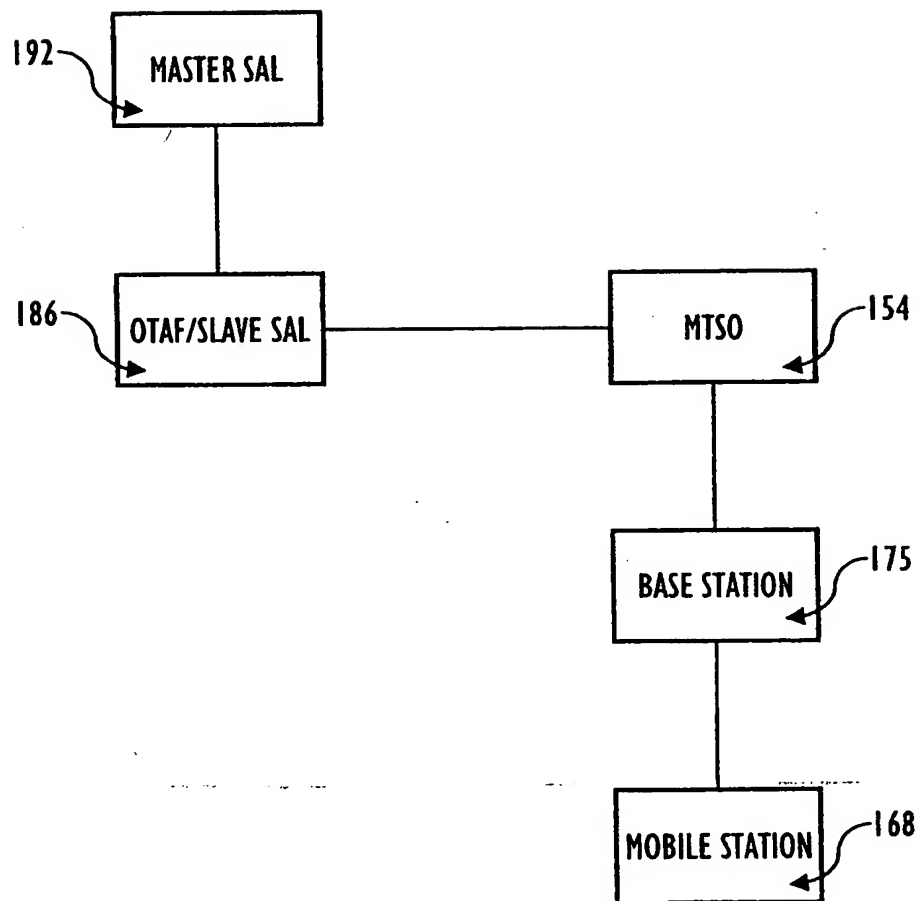 192
MASTER SAL
186
OTAF/SLAVE SAL
MTSO
154
BASE STATION
175
MOBILE STATION
168